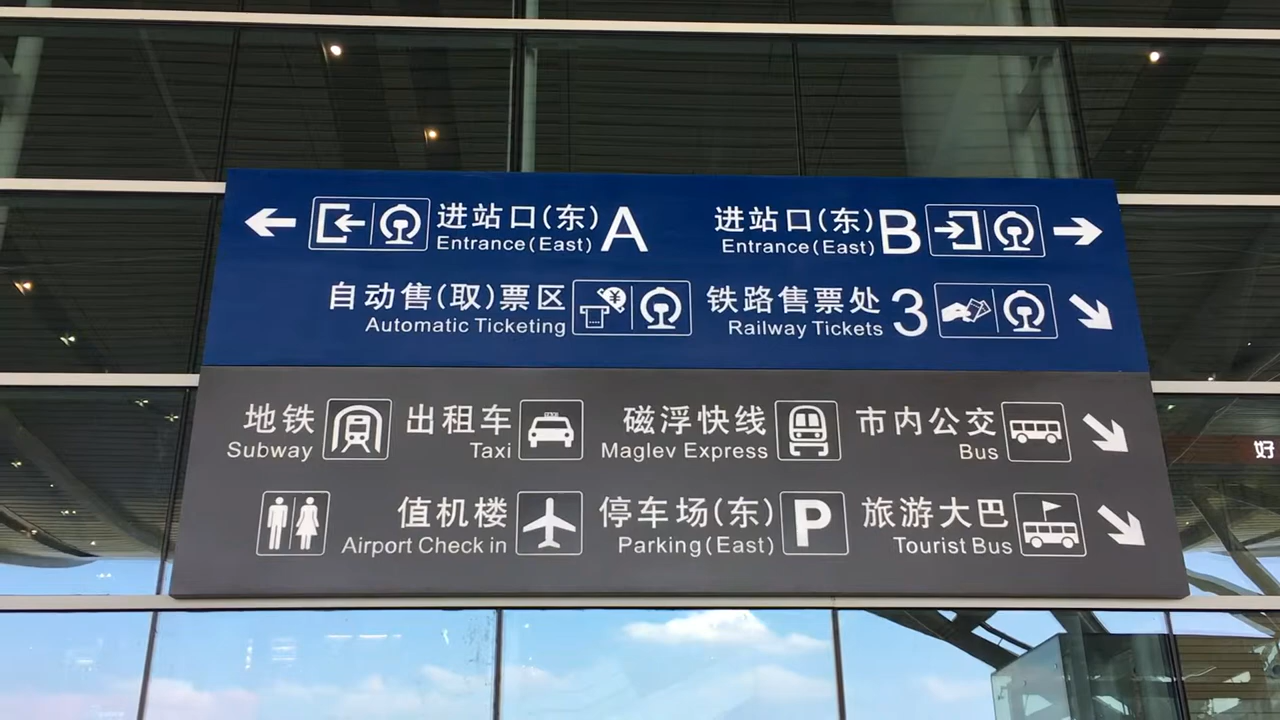 进站口(东) A 进站口(东) B
Entrance(East) Entrance(East)
自动售(取)票区 ¥ 铁路售票处 3
Automatic Ticketing Railway Tickets
地铁 出租车 TAXI 磁浮快线 市内公交
Subway Taxi Maglev Express Bus
值机楼 停车场(东) P 旅游大巴
Airport Check in Parking(East) Tourist Bus
好